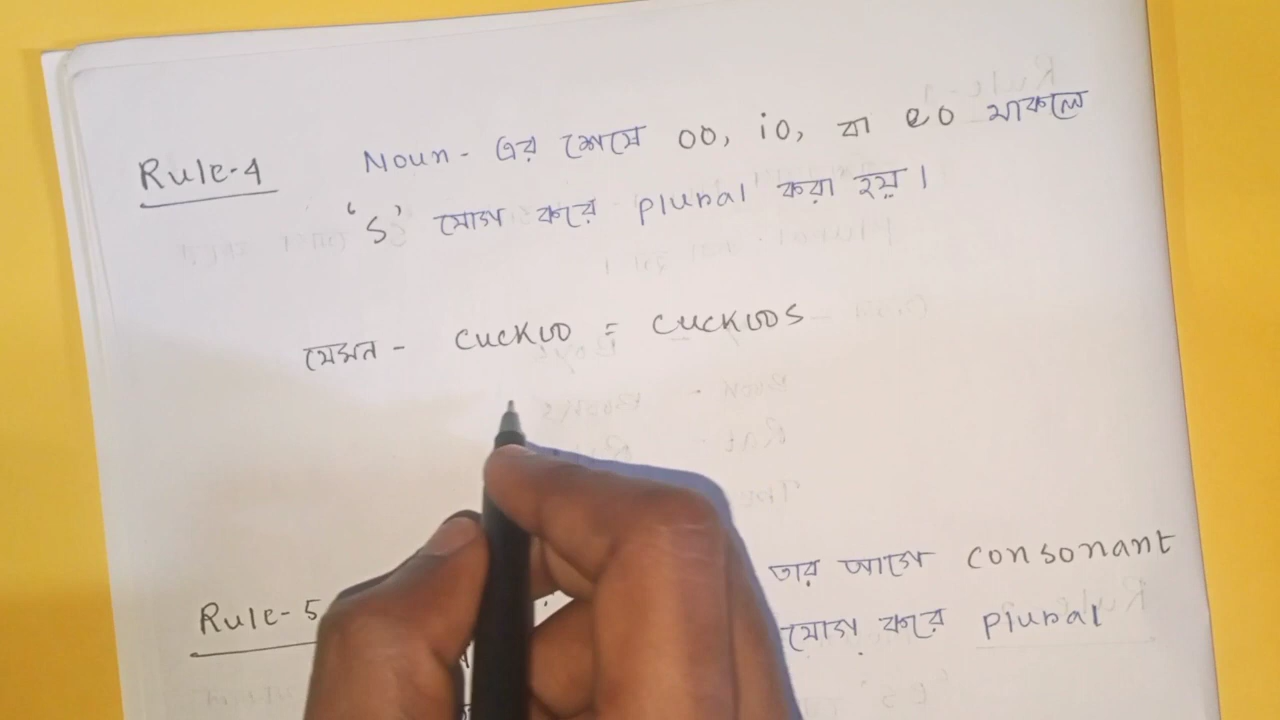 Rule-4 Noun - এর শেষে oo, io, বা eo থাকলে
's' যোগ করে plural করা হয়।
যেমন - cuckoo = cuckoos
তার আগে consonant
Rule-5 যোগ করে plural